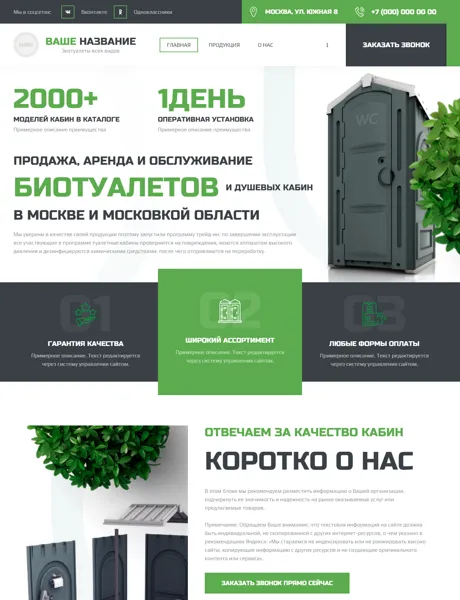 Мы в соцсетях:
Вконтакте
Одноклассники
МОСКВА, УЛ. ЮЖНАЯ 8
+7 (000) 000 00 00
ВАШЕ НАЗВАНИЕ
Экотуалеты всех видов
ГЛАВНАЯ
ПРОДУКЦИЯ
О НАС
ЗАКАЗАТЬ ЗВОНОК
2000+
МОДЕЛЕЙ КАБИН В КАТАЛОГЕ
Примерное описание преимущества
1ДЕНЬ
ОПЕРАТИВНАЯ УСТАНОВКА
Примерное описание преимущества
WC
ПРОДАЖА, АРЕНДА И ОБСЛУЖИВАНИЕ
БИОТУАЛЕТОВ И ДУШЕВЫХ КАБИН
В МОСКВЕ И МОСКОВКОЙ ОБЛАСТИ
Мы уверены в качестве своей продукции поэтому запустили программу трейд-ин, по завершении эксплуатации
все участвующие в программе туалетные кабины проверяются на повреждения, моются аппаратом высокого
давления и дезинфицируются химическими средствами, после чего отправляются на переработку.
01
ГАРАНТИЯ КАЧЕСТВА
Примерное описание. Текст редактируется
через систему управления сайтом.
02
ШИРОКИЙ АССОРТИМЕНТ
Примерное описание. Текст редактируется
через систему управления сайтом.
03
ЛЮБЫЕ ФОРМЫ ОПЛАТЫ
Примерное описание. Текст редактируется
через систему управления сайтом.
ОТВЕЧАЕМ ЗА КАЧЕСТВО КАБИН
КОРОТКО О НАС
В этом блоке мы рекомендуем разместить информацию о Вашей организации,
подчеркнуть ее значимость и надежность на рынке оказываемых услуг или
предлагаемых товаров.
Примечание: Обращаем Ваше внимание, что текстовая информация на сайте должна
быть индивидуальной, не скопированной с других интернет-ресурсов, о чем указано в
рекомендациях Яндекс: «Мы стараемся не индексировать или не ранжировать высоко
сайты, копирующие информацию с других ресурсов и не создающие оригинального
контента или сервиса».
ЗАКАЗАТЬ ЗВОНОК ПРЯМО СЕЙЧАС